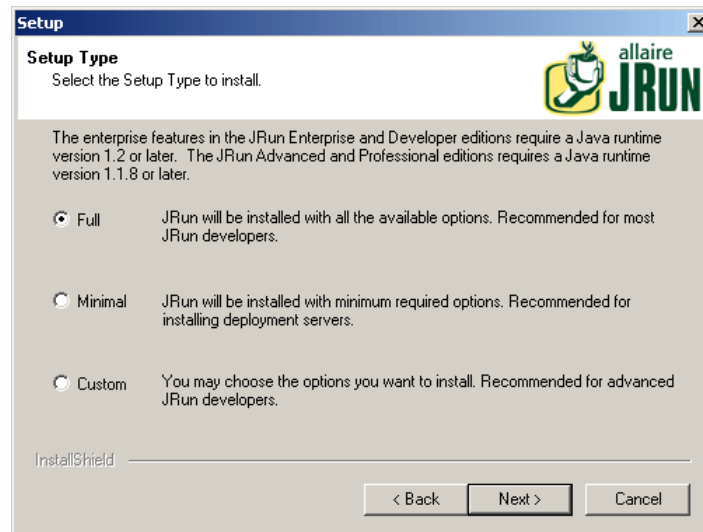 Setup
Setup Type
Select the Setup Type to install.
allaire
JRUN
The enterprise features in the JRun Enterprise and Developer editions require a Java runtime
version 1.2 or later.  The JRun Advanced and Professional editions requires a Java runtime
version 1.1.8 or later.
Full
JRun will be installed with all the available options. Recommended for most
JRun developers.
Minimal
JRun will be installed with minimum required options. Recommended for
installing deployment servers.
Custom
You may choose the options you want to install. Recommended for advanced
JRun developers.
InstallShield
< Back
Next >
Cancel